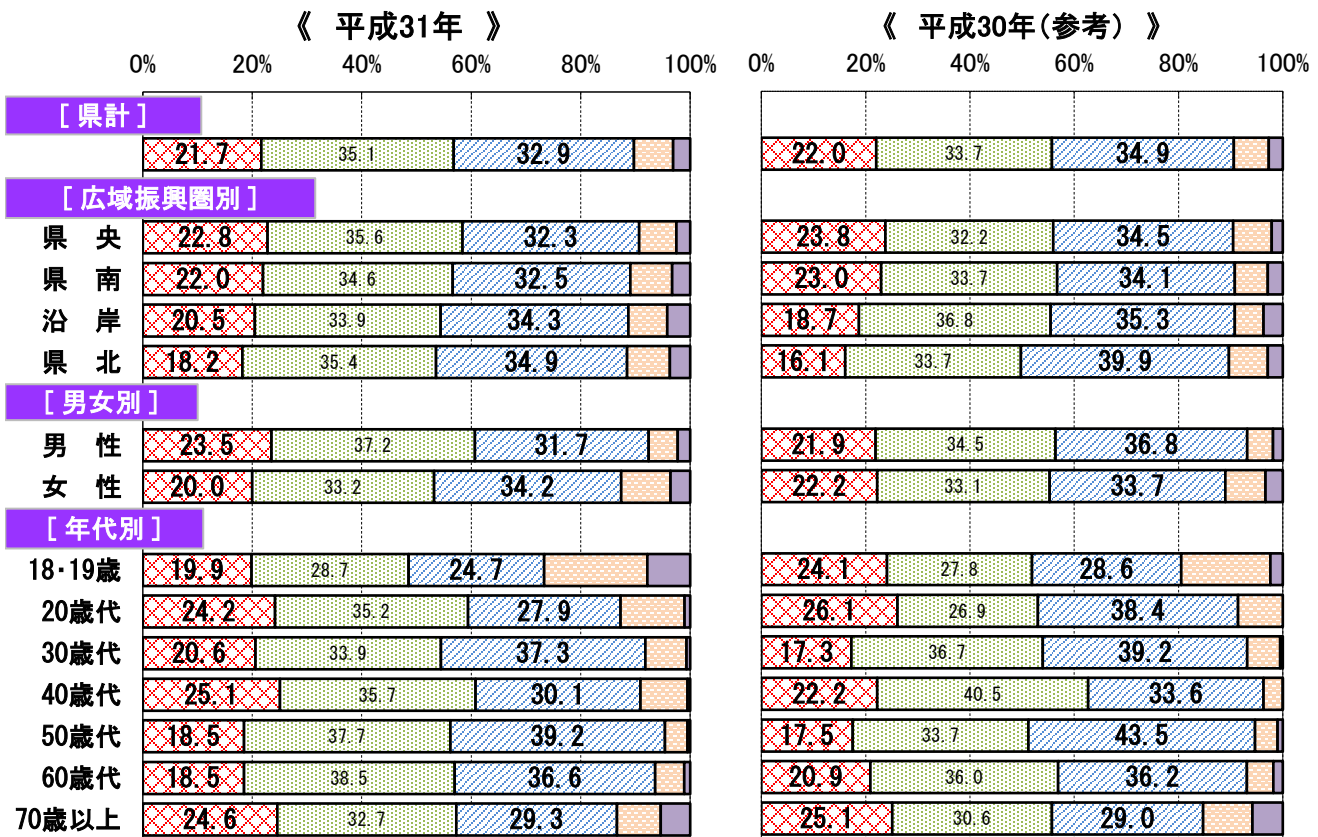 《 平成31年 》 《 平成30年(参考) 》
0% 20% 40% 60% 80% 100% 0% 20% 40% 60% 80% 100%
[ 県計 ]
21.7 35.1 32.9 22.0 33.7 34.9
[ 広域振興圏別 ]
県 央 22.8 35.6 32.3 23.8 32.2 34.5
県 南 22.0 34.6 32.5 23.0 33.7 34.1
沿 岸 20.5 33.9 34.3 18.7 36.8 35.3
県 北 18.2 35.4 34.9 16.1 33.7 39.9
[ 男女別 ]
男 性 23.5 37.2 31.7 21.9 34.5 36.8
女 性 20.0 33.2 34.2 22.2 33.1 33.7
[ 年代別 ]
18・19歳 19.9 28.7 24.7 24.1 27.8 28.6
20歳代 24.2 35.2 27.9 26.1 26.9 38.4
30歳代 20.6 33.9 37.3 17.3 36.7 39.2
40歳代 25.1 35.7 30.1 22.2 40.5 33.6
50歳代 18.5 37.7 39.2 17.5 33.7 43.5
60歳代 18.5 38.5 36.6 20.9 36.0 36.2
70歳以上 24.6 32.7 29.3 25.1 30.6 29.0